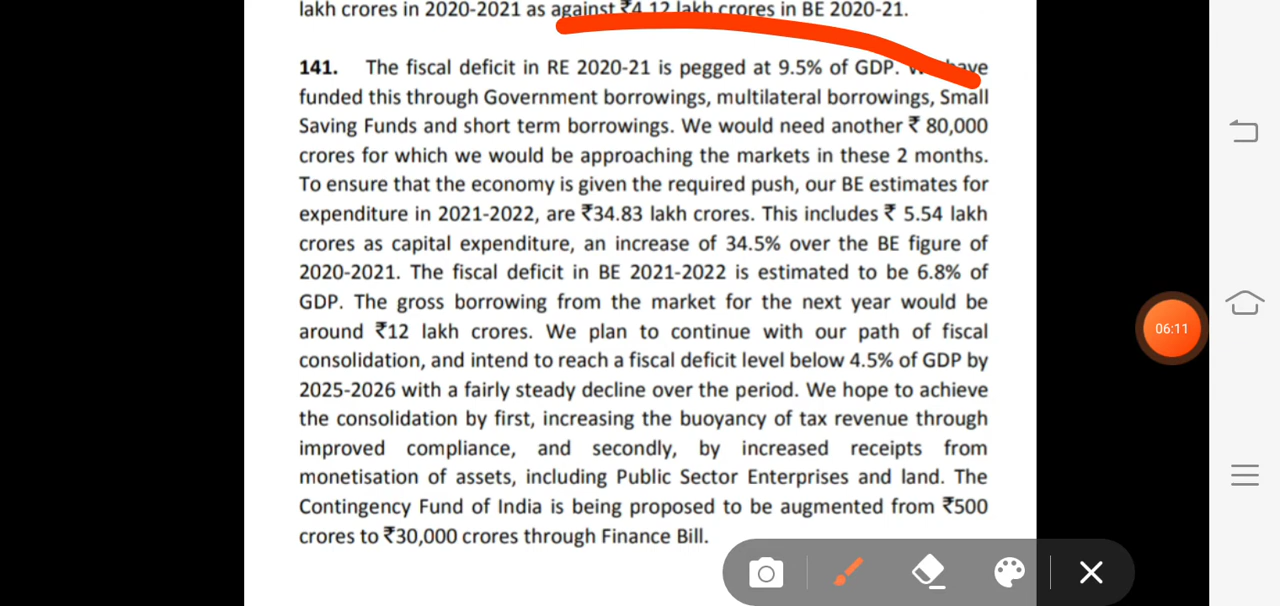 lakh crores in 2020-2021 as against ₹4.12 lakh crores in BE 2020-21.
141. The fiscal deficit in RE 2020-21 is pegged at 9.5% of GDP. We have
funded this through Government borrowings, multilateral borrowings, Small
Saving Funds and short term borrowings. We would need another ₹ 80,000
crores for which we would be approaching the markets in these 2 months.
To ensure that the economy is given the required push, our BE estimates for
expenditure in 2021-2022, are ₹34.83 lakh crores. This includes ₹ 5.54 lakh
crores as capital expenditure, an increase of 34.5% over the BE figure of
2020-2021. The fiscal deficit in BE 2021-2022 is estimated to be 6.8% of
GDP. The gross borrowing from the market for the next year would be
around ₹12 lakh crores. We plan to continue with our path of fiscal
consolidation, and intend to reach a fiscal deficit level below 4.5% of GDP by
2025-2026 with a fairly steady decline over the period. We hope to achieve
the consolidation by first, increasing the buoyancy of tax revenue through
improved compliance, and secondly, by increased receipts from
monetisation of assets, including Public Sector Enterprises and land. The
Contingency Fund of India is being proposed to be augmented from ₹500
crores to ₹30,000 crores through Finance Bill.
06:11